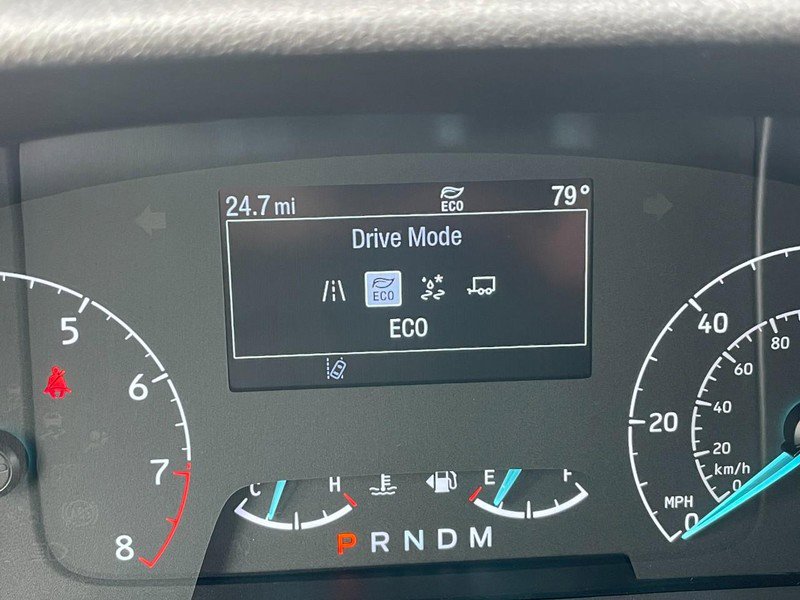 24.7 mi ECO 79°
Drive Mode
ECO
ECO
5
6
7
8
C H E F
P R N D M
40
20
MPH
0
80
60
40
20
km/h
0